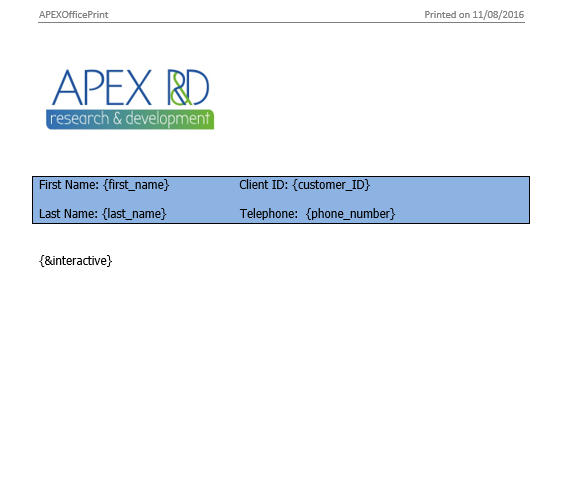 APEXOfficePrint Printed on 11/08/2016
APEX R&D
research & development
First Name: {first_name} Client ID: {customer_ID}
Last Name: {last_name} Telephone: {phone_number}
{&interactive}